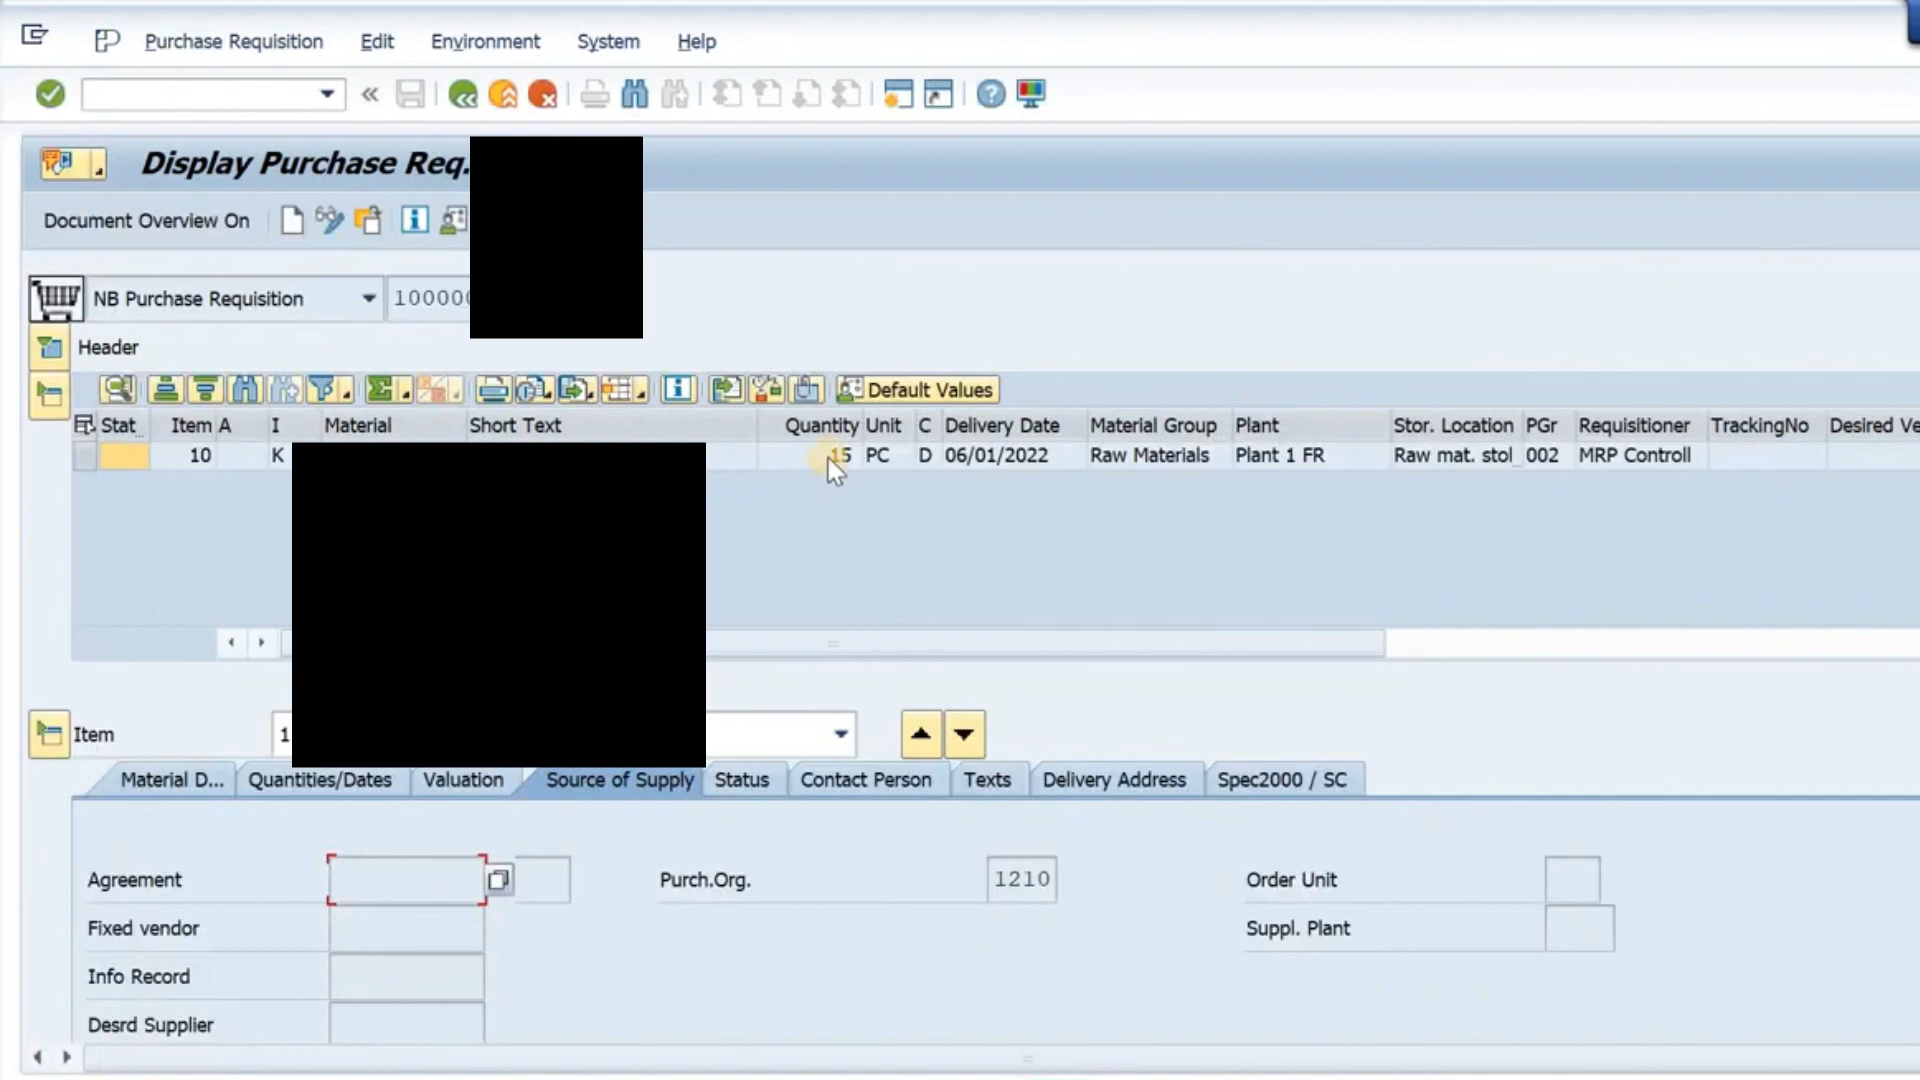 Purchase Requisition Edit Environment System Help
Display Purchase Req.
Document Overview On
NB Purchase Requisition 100000
Header
Default Values
Stat Item A I Material Short Text Quantity Unit C Delivery Date Material Group Plant Stor. Location PGr Requisitioner TrackingNo Desired Ve
10 K 15 PC D 06/01/2022 Raw Materials Plant 1 FR Raw mat. stol 002 MRP Controll
Item 1
Material D... Quantities/Dates Valuation Source of Supply Status Contact Person Texts Delivery Address Spec2000 / SC
Agreement Purch.Org. 1210 Order Unit
Fixed vendor Suppl. Plant
Info Record
Desrd Supplier